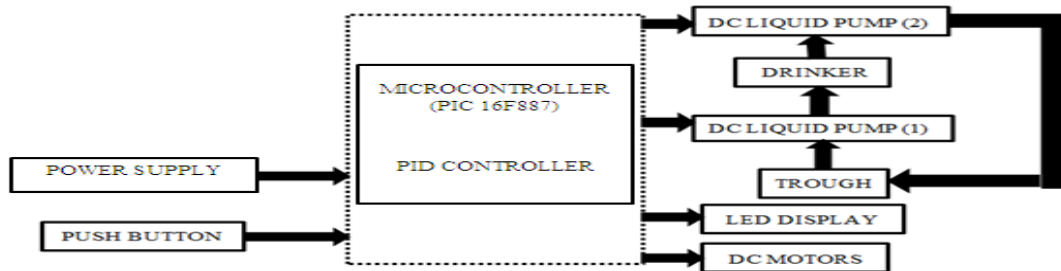 DC LIQUID PUMP (2)
DRINKER
MICROCONTROLLER
(PIC 16F887)
DC LIQUID PUMP (1)
PID CONTROLLER
POWER SUPPLY
TROUGH
LED DISPLAY
PUSH BUTTON
DC MOTORS